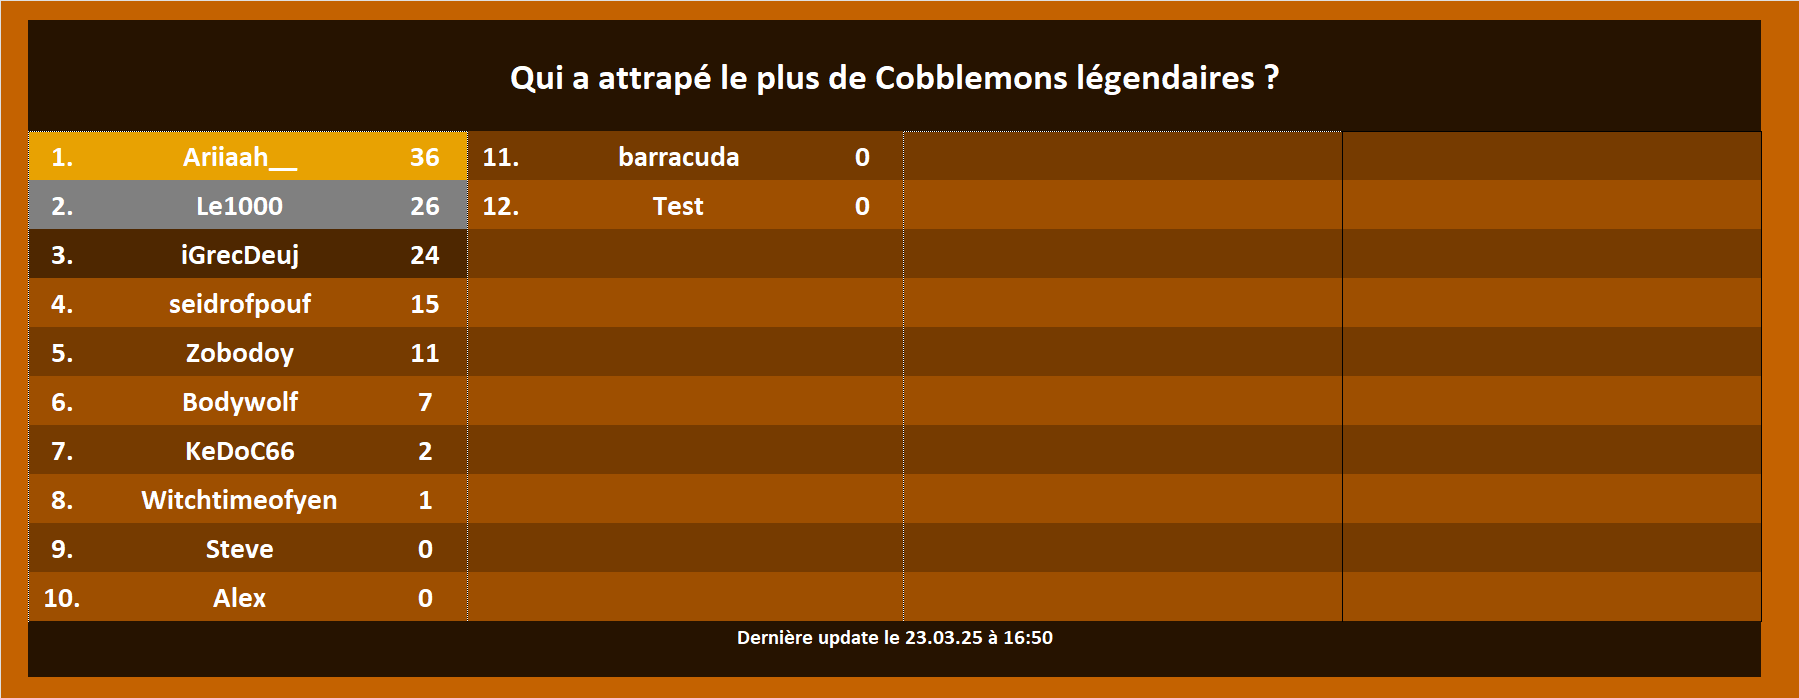 Qui a attrapé le plus de Cobblemons légendaires ?
1. Ariiaah__ 36
2. Le1000 26
3. iGrecDeuj 24
4. seidrofpouf 15
5. Zobodoy 11
6. Bodywolf 7
7. KeDoC66 2
8. Witchtimeofyen 1
9. Steve 0
10. Alex 0
11. barracuda 0
12. Test 0
Dernière update le 23.03.25 à 16:50